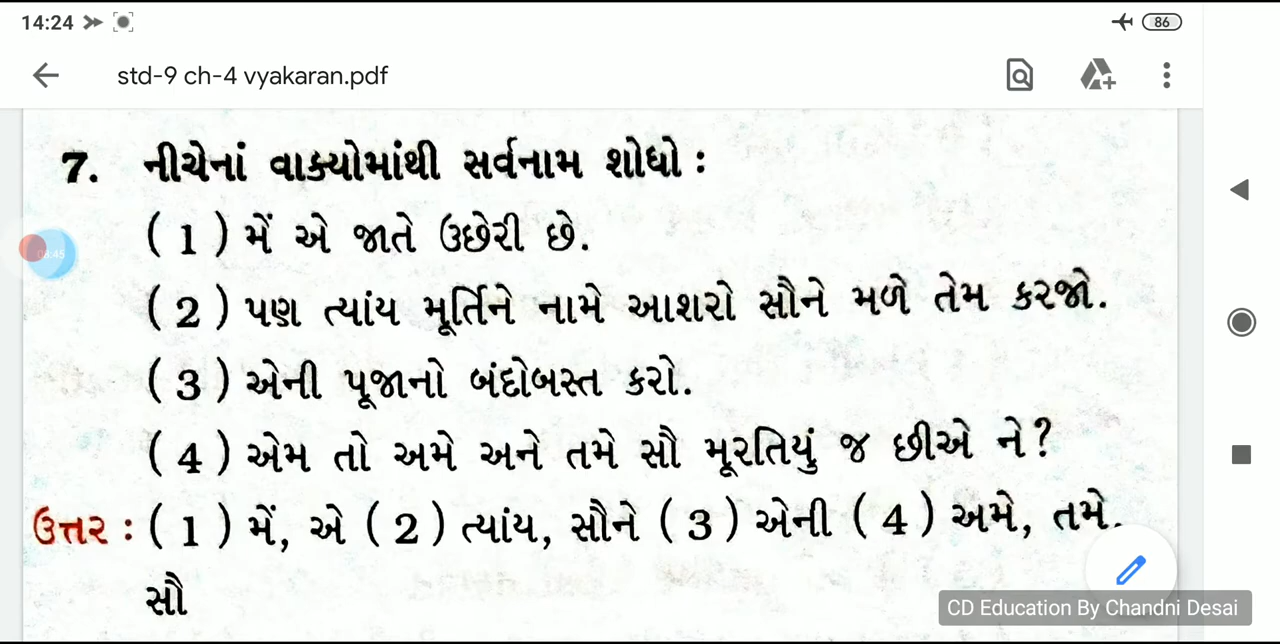 14:24
86
std-9 ch-4 vyakaran.pdf
7. નીચેનાં વાક્યોમાંથી સર્વનામ શોધો :
( 1 ) મેં એ જાતે ઉછેરી છે.
03:45
( 2 ) પણ ત્યાંય મૂર્તિને નામે આશરો સૌને મળે તેમ કરજો.
( 3 ) એની પૂજાનો બંદોબસ્ત કરો.
( 4 ) એમ તો અમે અને તમે સૌ મૂરતિયું જ છીએ ને?
ઉત્તર : ( 1 ) મેં, એ ( 2 ) ત્યાંય, સૌને ( 3 ) એની ( 4 ) અમે, તમે.
સૌ
CD Education By Chandni Desai